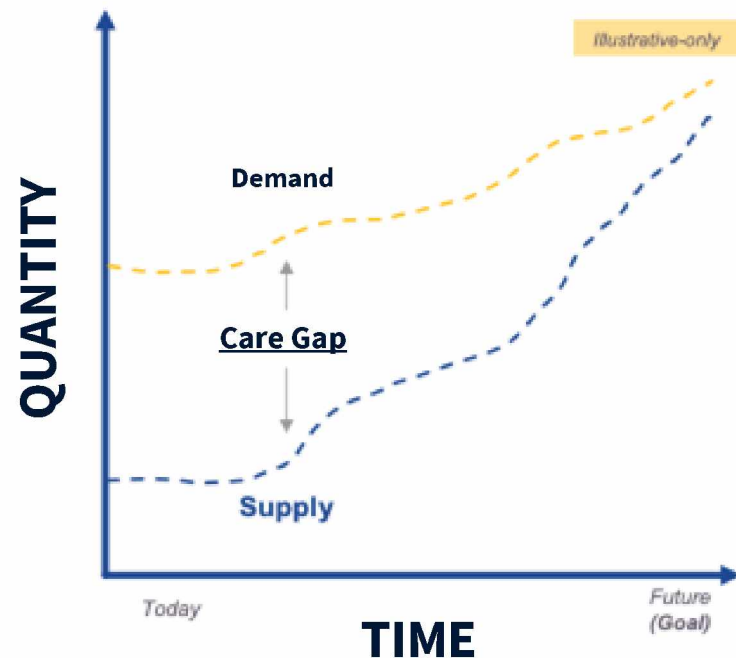 Illustrative-only
Demand
QUANTITY
Care Gap
Supply
Today
Future
(Goal)
TIME